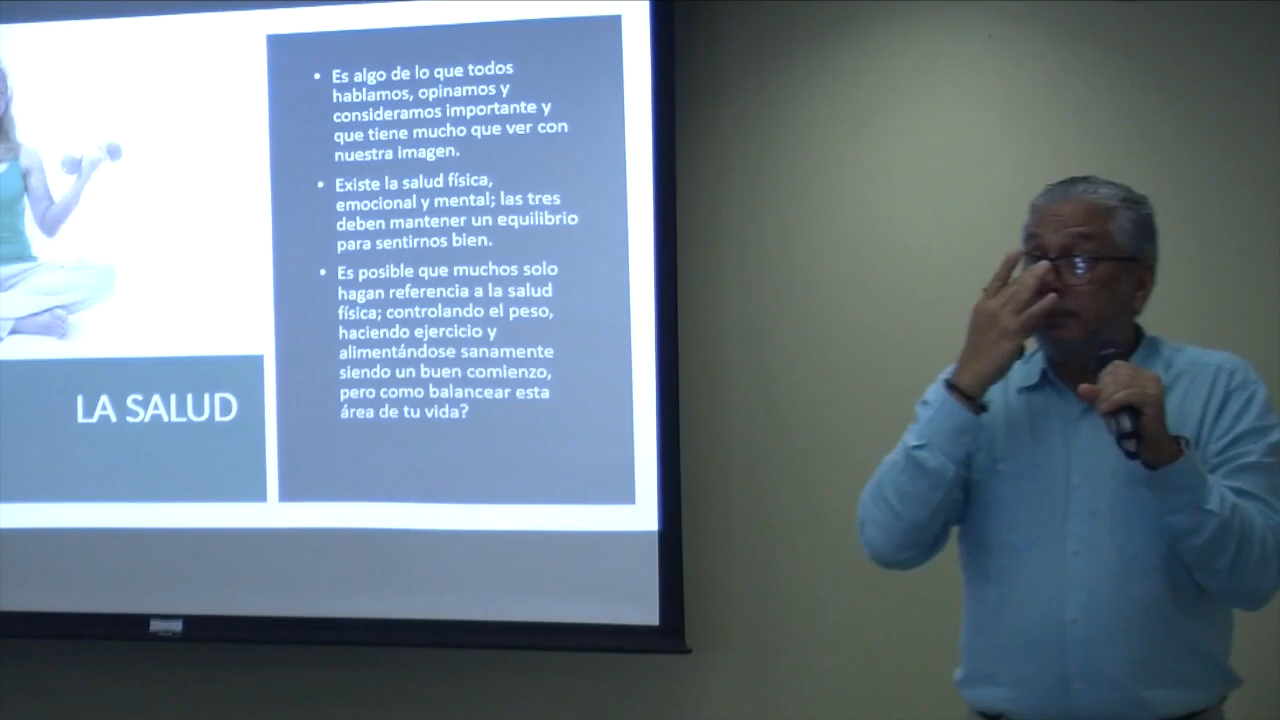 • Es algo de lo que todos
hablamos, opinamos y
consideramos importante y
que tiene mucho que ver con
nuestra imagen.
• Existe la salud física,
emocional y mental; las tres
deben mantener un equilibrio
para sentirnos bien.
• Es posible que muchos solo
hagan referencia a la salud
física; controlando el peso,
haciendo ejercicio y
alimentándose sanamente
siendo un buen comienzo,
pero como balancear esta
área de tu vida?
LA SALUD